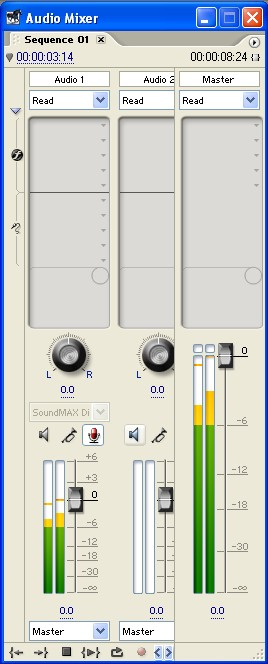 Audio Mixer
Sequence 01
00:00:03:14 00:00:08:24
Audio 1 Audio 2 Master
Read Read
L R L
0.0 0.0
SoundMAX Di
0
+6
+3
0
-6
-12
-18
-30
-∞
-6
-12
-18
-30
-∞
0.0 0.0 0.0
Master Master